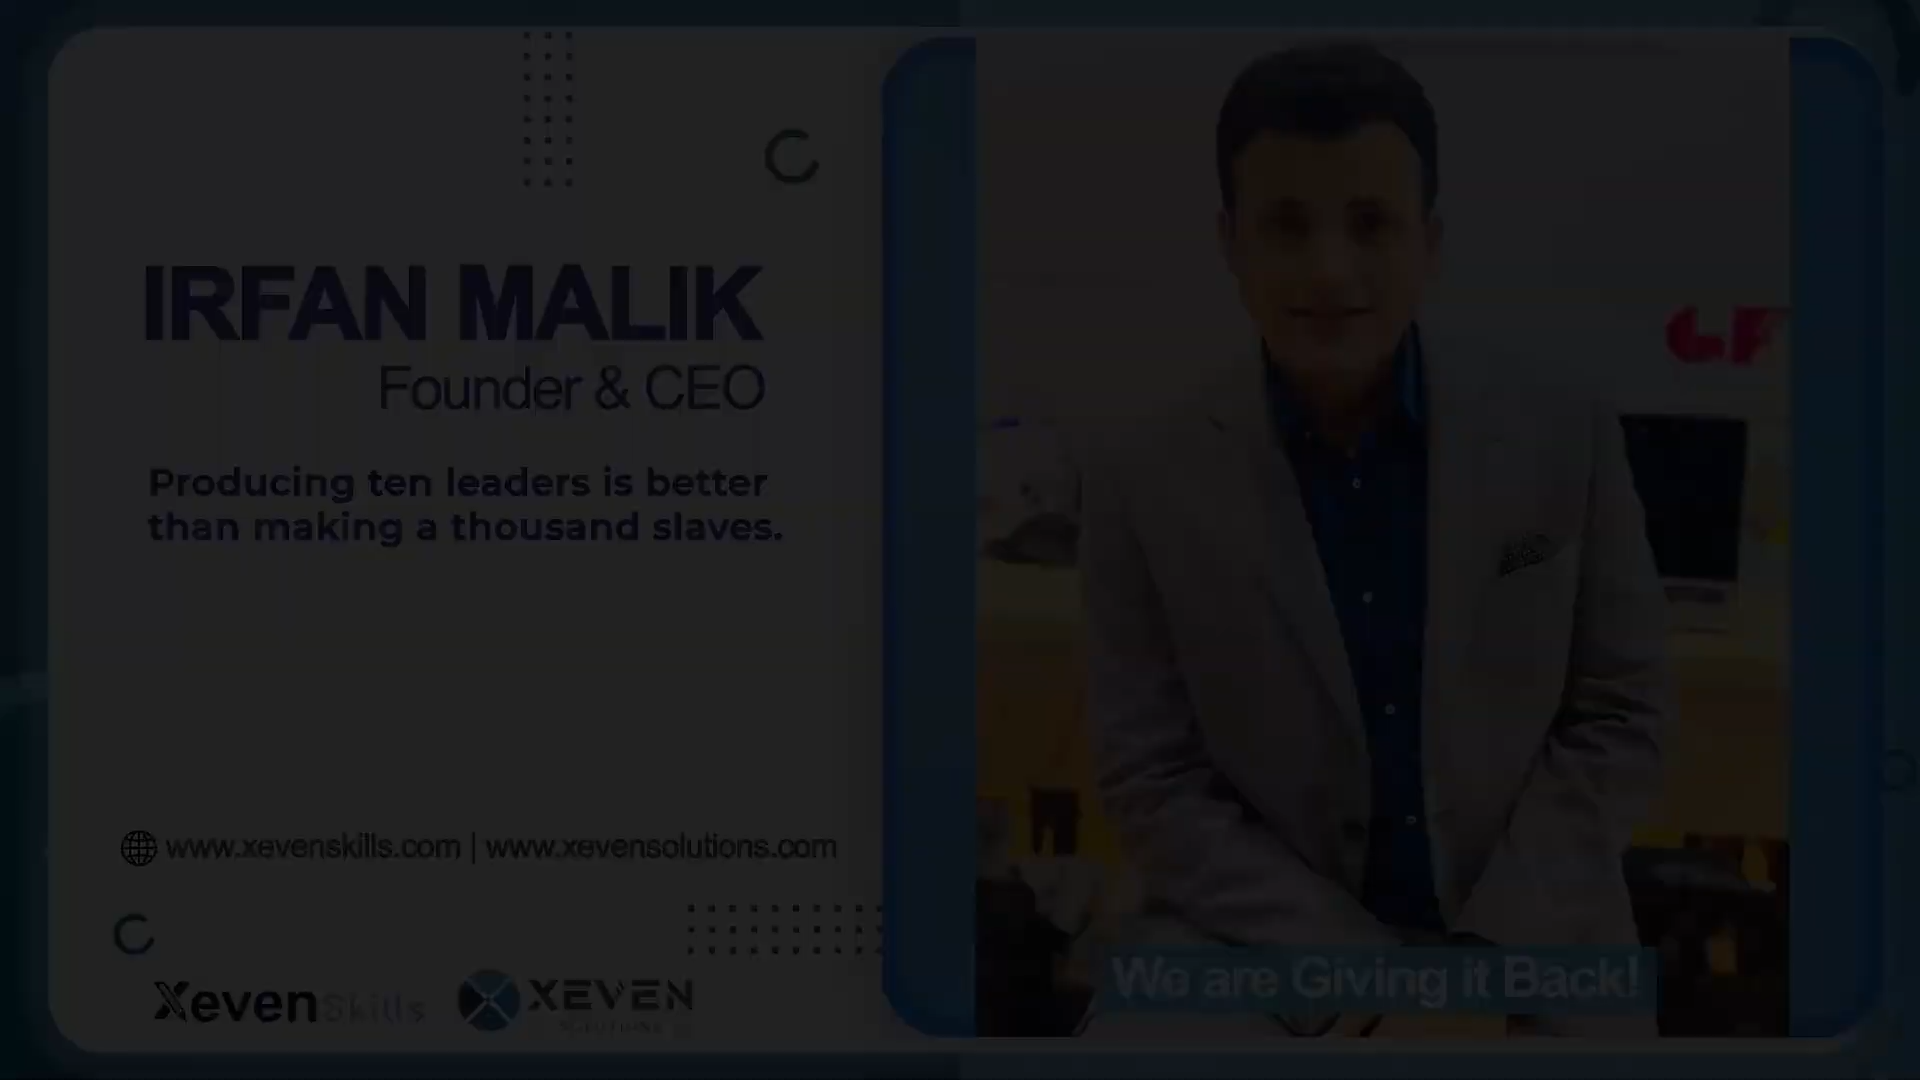 IRFAN MALIK
Founder & CEO
Producing ten leaders is better
than making a thousand slaves.
www.xevenskills.com | www.xevensolutions.com
XevenSkills
XEVEN
SOLUTIONS
We are Giving it Back!